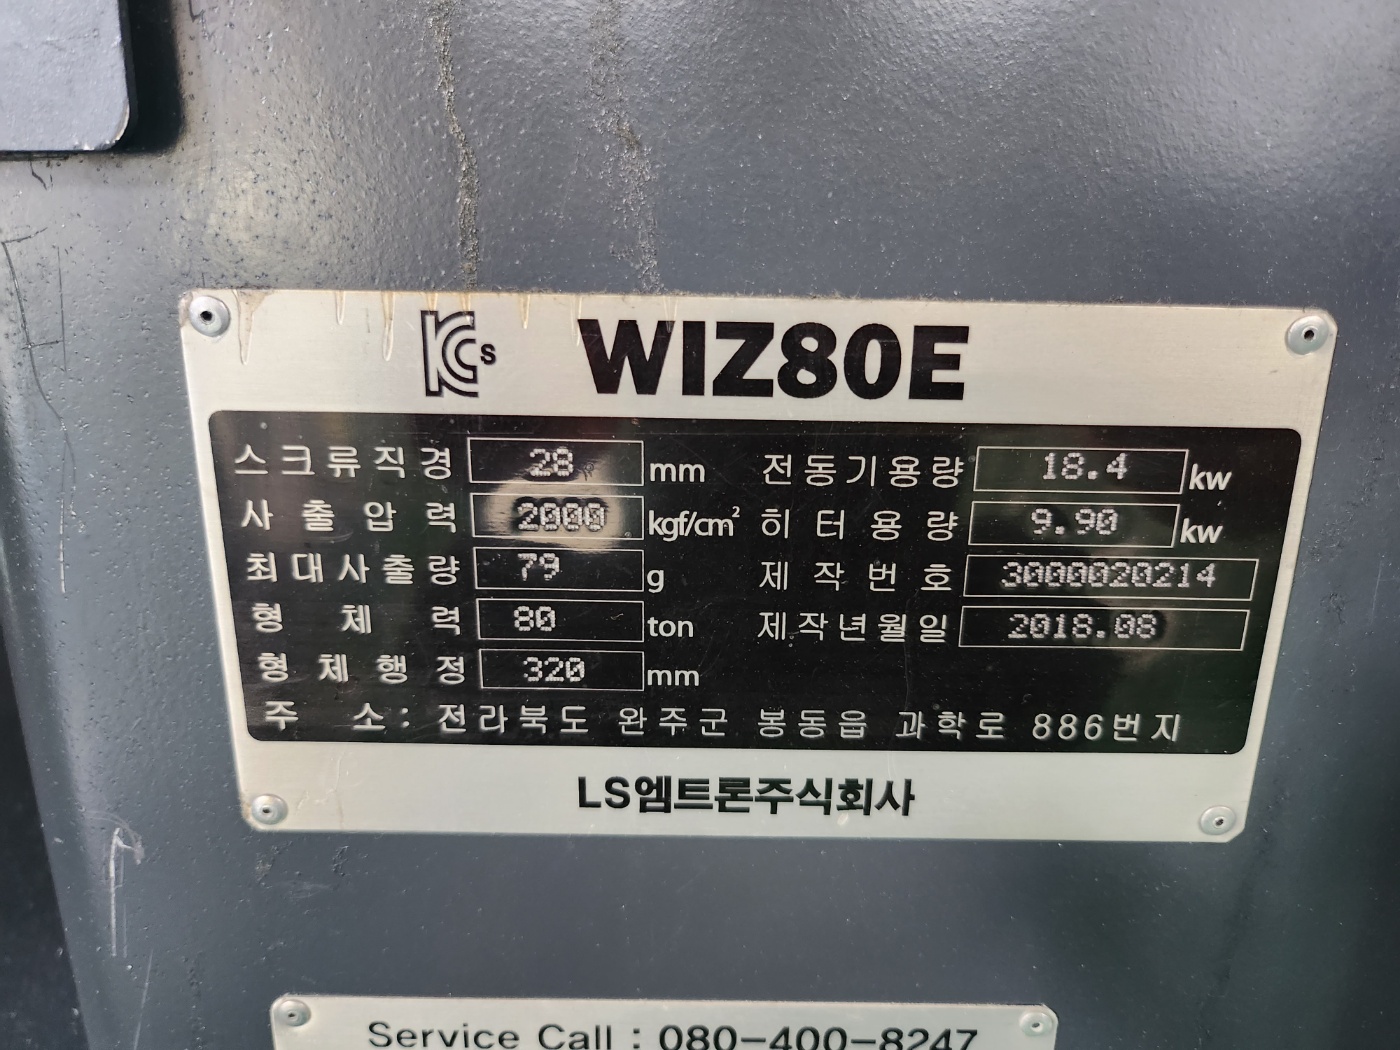 KCs WIZ80E
스크류직경 28 mm 전동기용량 18.4 kw
사출압력 2000 kgf/cm² 히터용량 9.90 kw
최대사출량 79 g 제작번호 3000020214
형체력 80 ton 제작년월일 2018.08
형체행정 320 mm
주 소: 전라북도 완주군 봉동읍 과학로 886번지
LS엠트론주식회사
Service Call : 080-400-8247